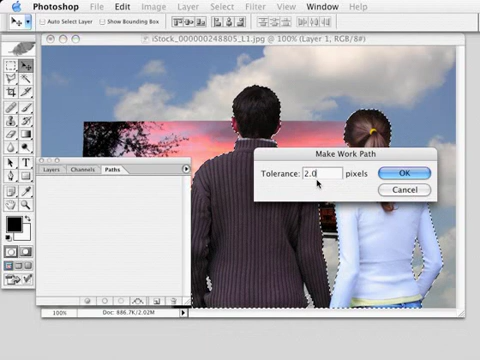 Photoshop File Edit Image Layer Select Filter View Window Help
Auto Select Layer Show Bounding Box
iStock_000000248805_L1.jpg @ 100% (Layer 1, RGB/8#)
Make Work Path
Tolerance: 2.0 pixels OK
Cancel
Layers Channels Paths
T
100% Doc: 686.7K/2.02M